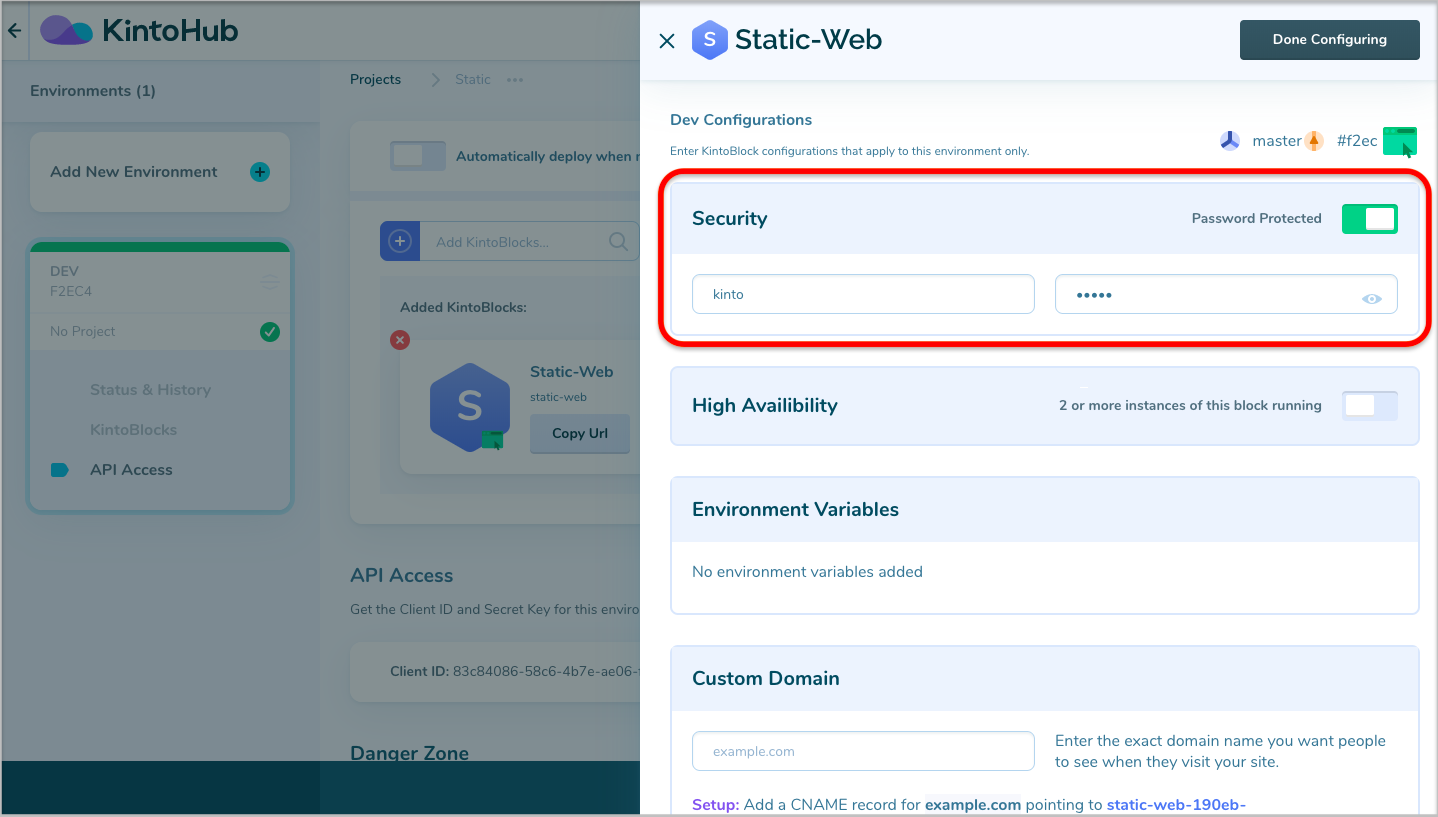 KintoHub
Environments (1)
Add New Environment
DEV
F2EC4
No Project
Status & History
KintoBlocks
API Access
Projects
Static
Automatically deploy when
Add KintoBlocks...
Added KintoBlocks:
S
Static-Web
static-web
Copy Url
API Access
Get the Client ID and Secret Key for this
Client ID: 83c84086-58c6-4b7e-ae06-
Danger Zone
S
Static-Web
Done Configuring
Dev Configurations
Enter KintoBlock configurations that apply to this environment only.
master
#f2ec
Security
Password Protected
kinto
•••••
High Availibility
2 or more instances of this block running
Environment Variables
No environment variables added
Custom Domain
example.com
Enter the exact domain name you want people
to see when they visit your site.
Setup: Add a CNAME record for example.com pointing to static-web-190eb-